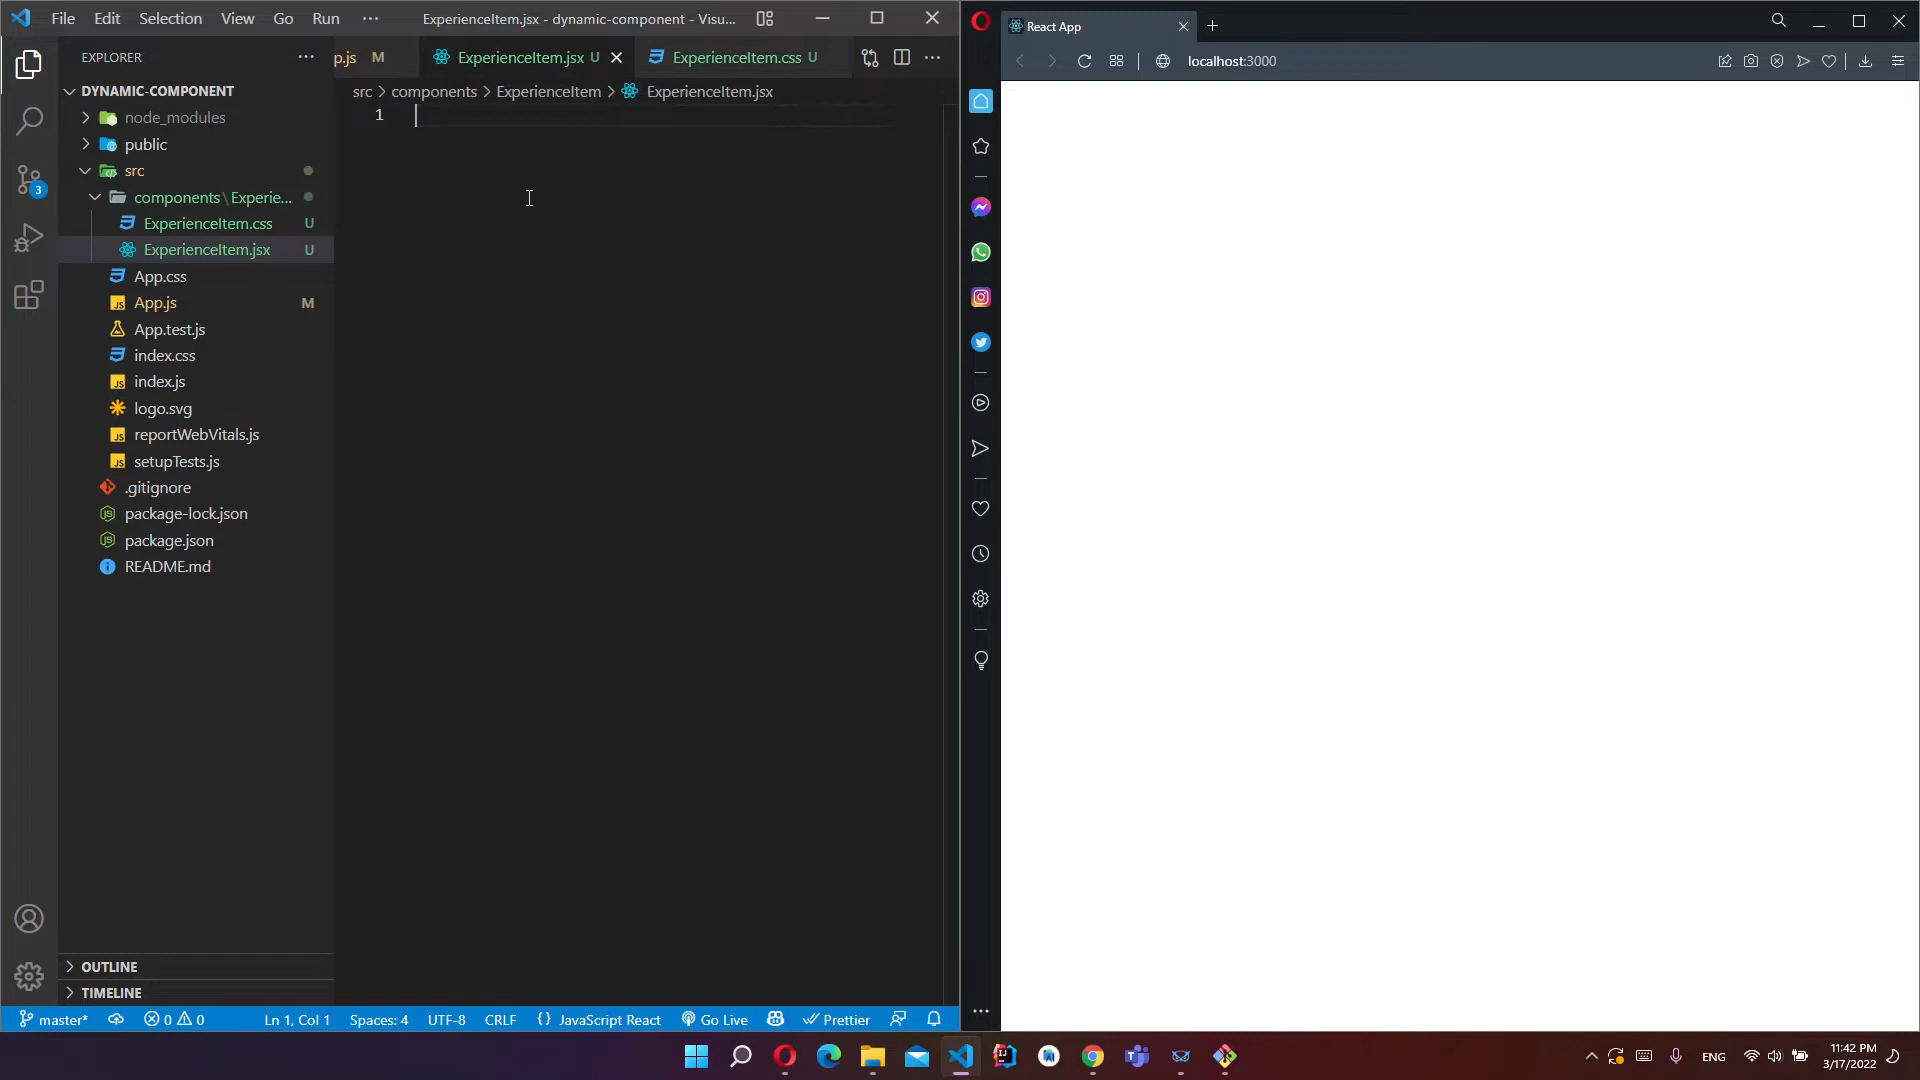 File Edit Selection View Go Run ··· ExperienceItem.jsx - dynamic-component - Visu...
React App
EXPLORER ···
p.js M ExperienceItem.jsx U ExperienceItem.css U ···
localhost:3000
src > components > ExperienceItem > ExperienceItem.jsx
1
DYNAMIC-COMPONENT
node_modules
public
src
components\Experie...
ExperienceItem.css U
ExperienceItem.jsx U
App.css
App.js M
App.test.js
index.css
index.js
logo.svg
reportWebVitals.js
setupTests.js
.gitignore
package-lock.json
package.json
README.md
OUTLINE
TIMELINE
3
master* 0 0 Ln 1, Col 1 Spaces: 4 UTF-8 CRLF {} JavaScript React Go Live Prettier
ENG 11:42 PM
3/17/2022